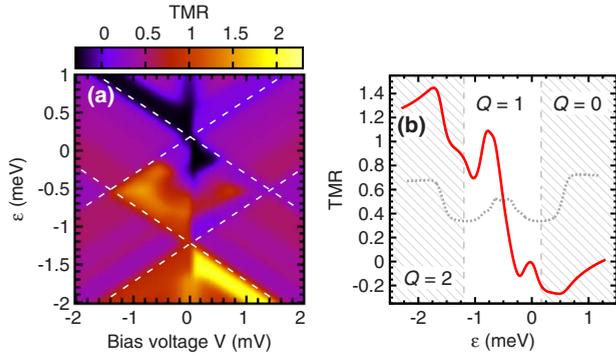 TMR
0 0.5 1 1.5 2
(a)
1
0.5
0
-0.5
-1
-1.5
-2
ε (meV)
-2 -1 0 1 2
Bias voltage V (mV)
1.4
1.2
1
0.8
0.6
0.4
0.2
0
-0.2
TMR
(b)
Q = 1
Q = 0
Q = 2
-2 -1 0 1
ε (meV)